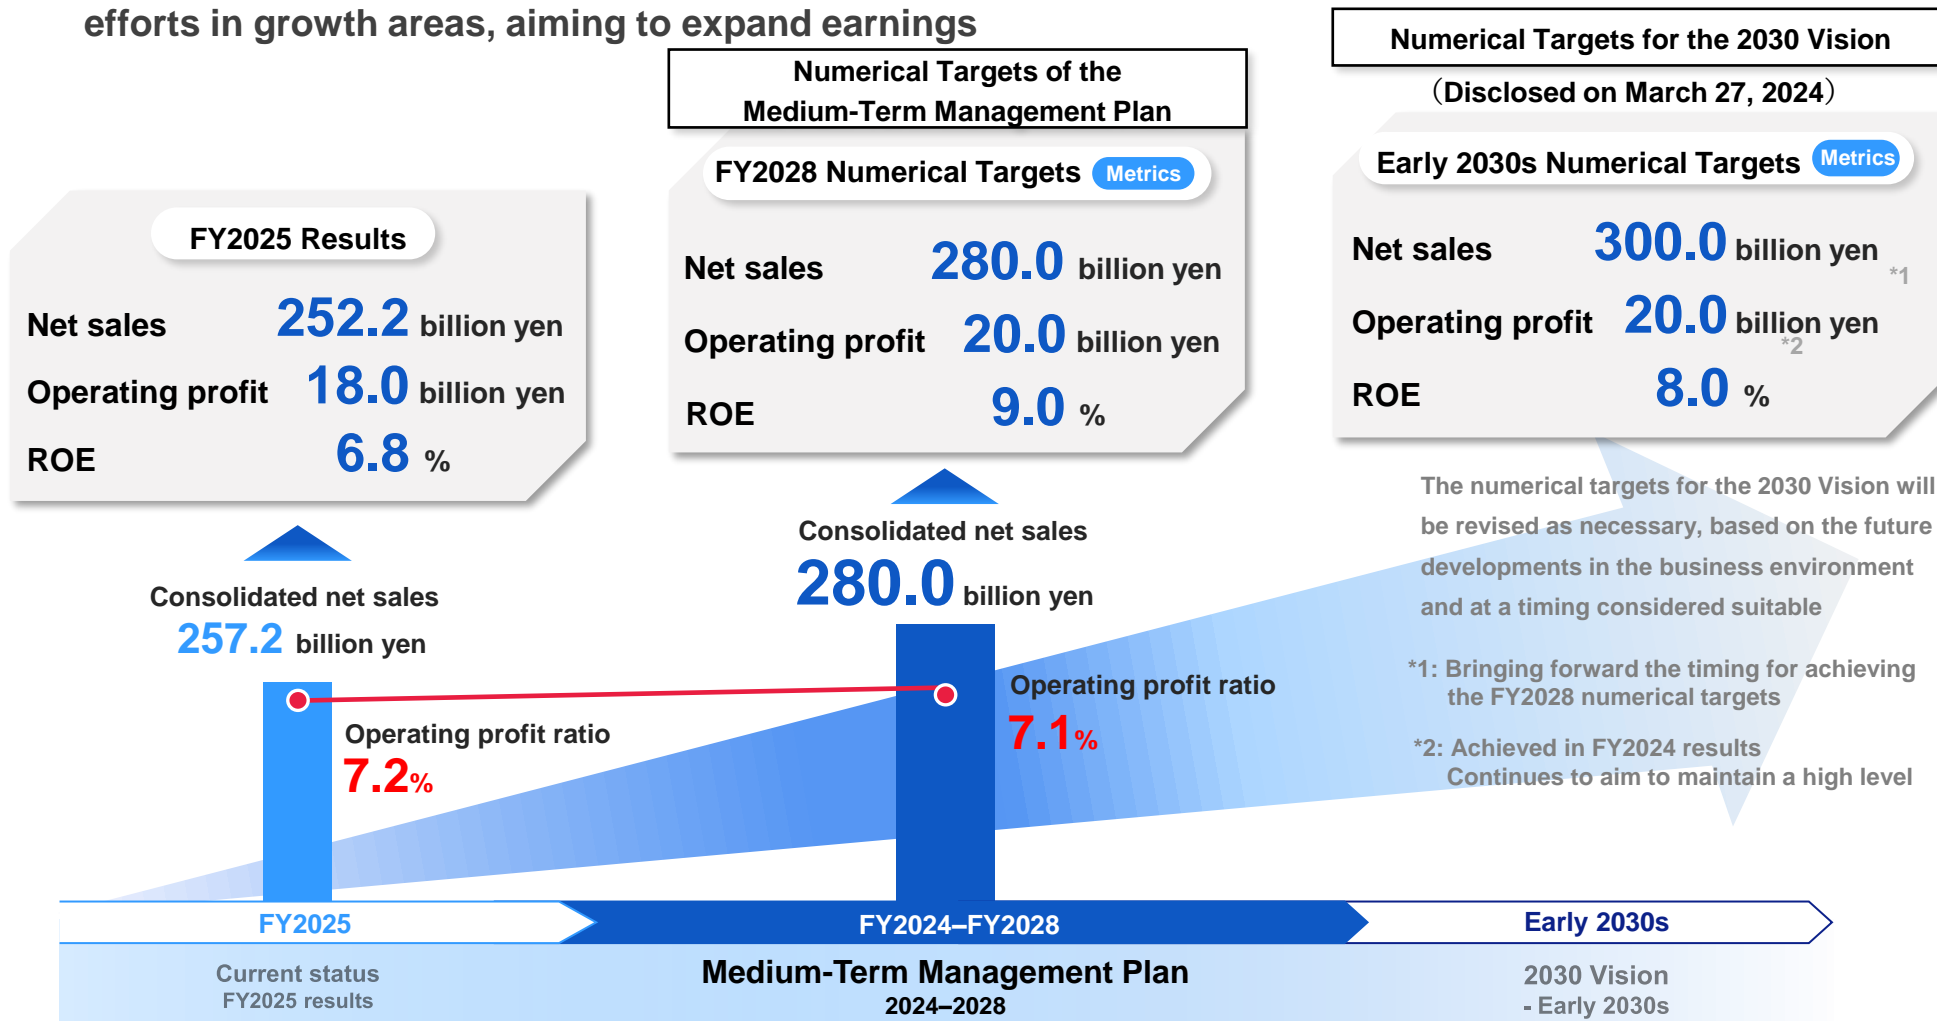 efforts in growth areas, aiming to expand earnings
FY2025 Results
Net sales 252.2 billion yen
Operating profit 18.0 billion yen
ROE 6.8 %
Consolidated net sales
257.2 billion yen
Operating profit ratio
7.2%
Numerical Targets of the
Medium-Term Management Plan
FY2028 Numerical Targets Metrics
Net sales 280.0 billion yen
Operating profit 20.0 billion yen
ROE 9.0 %
Consolidated net sales
280.0 billion yen
Operating profit ratio
7.1%
Numerical Targets for the 2030 Vision
（Disclosed on March 27, 2024）
Early 2030s Numerical Targets Metrics
Net sales 300.0 billion yen
*1
Operating profit 20.0 billion yen
*2
ROE 8.0 %
The numerical targets for the 2030 Vision will
be revised as necessary, based on the future
developments in the business environment
and at a timing considered suitable
*1: Bringing forward the timing for achieving
the FY2028 numerical targets
*2: Achieved in FY2024 results
Continues to aim to maintain a high level
FY2025
FY2024–FY2028
Early 2030s
Current status
FY2025 results
Medium-Term Management Plan
2024–2028
2030 Vision
- Early 2030s